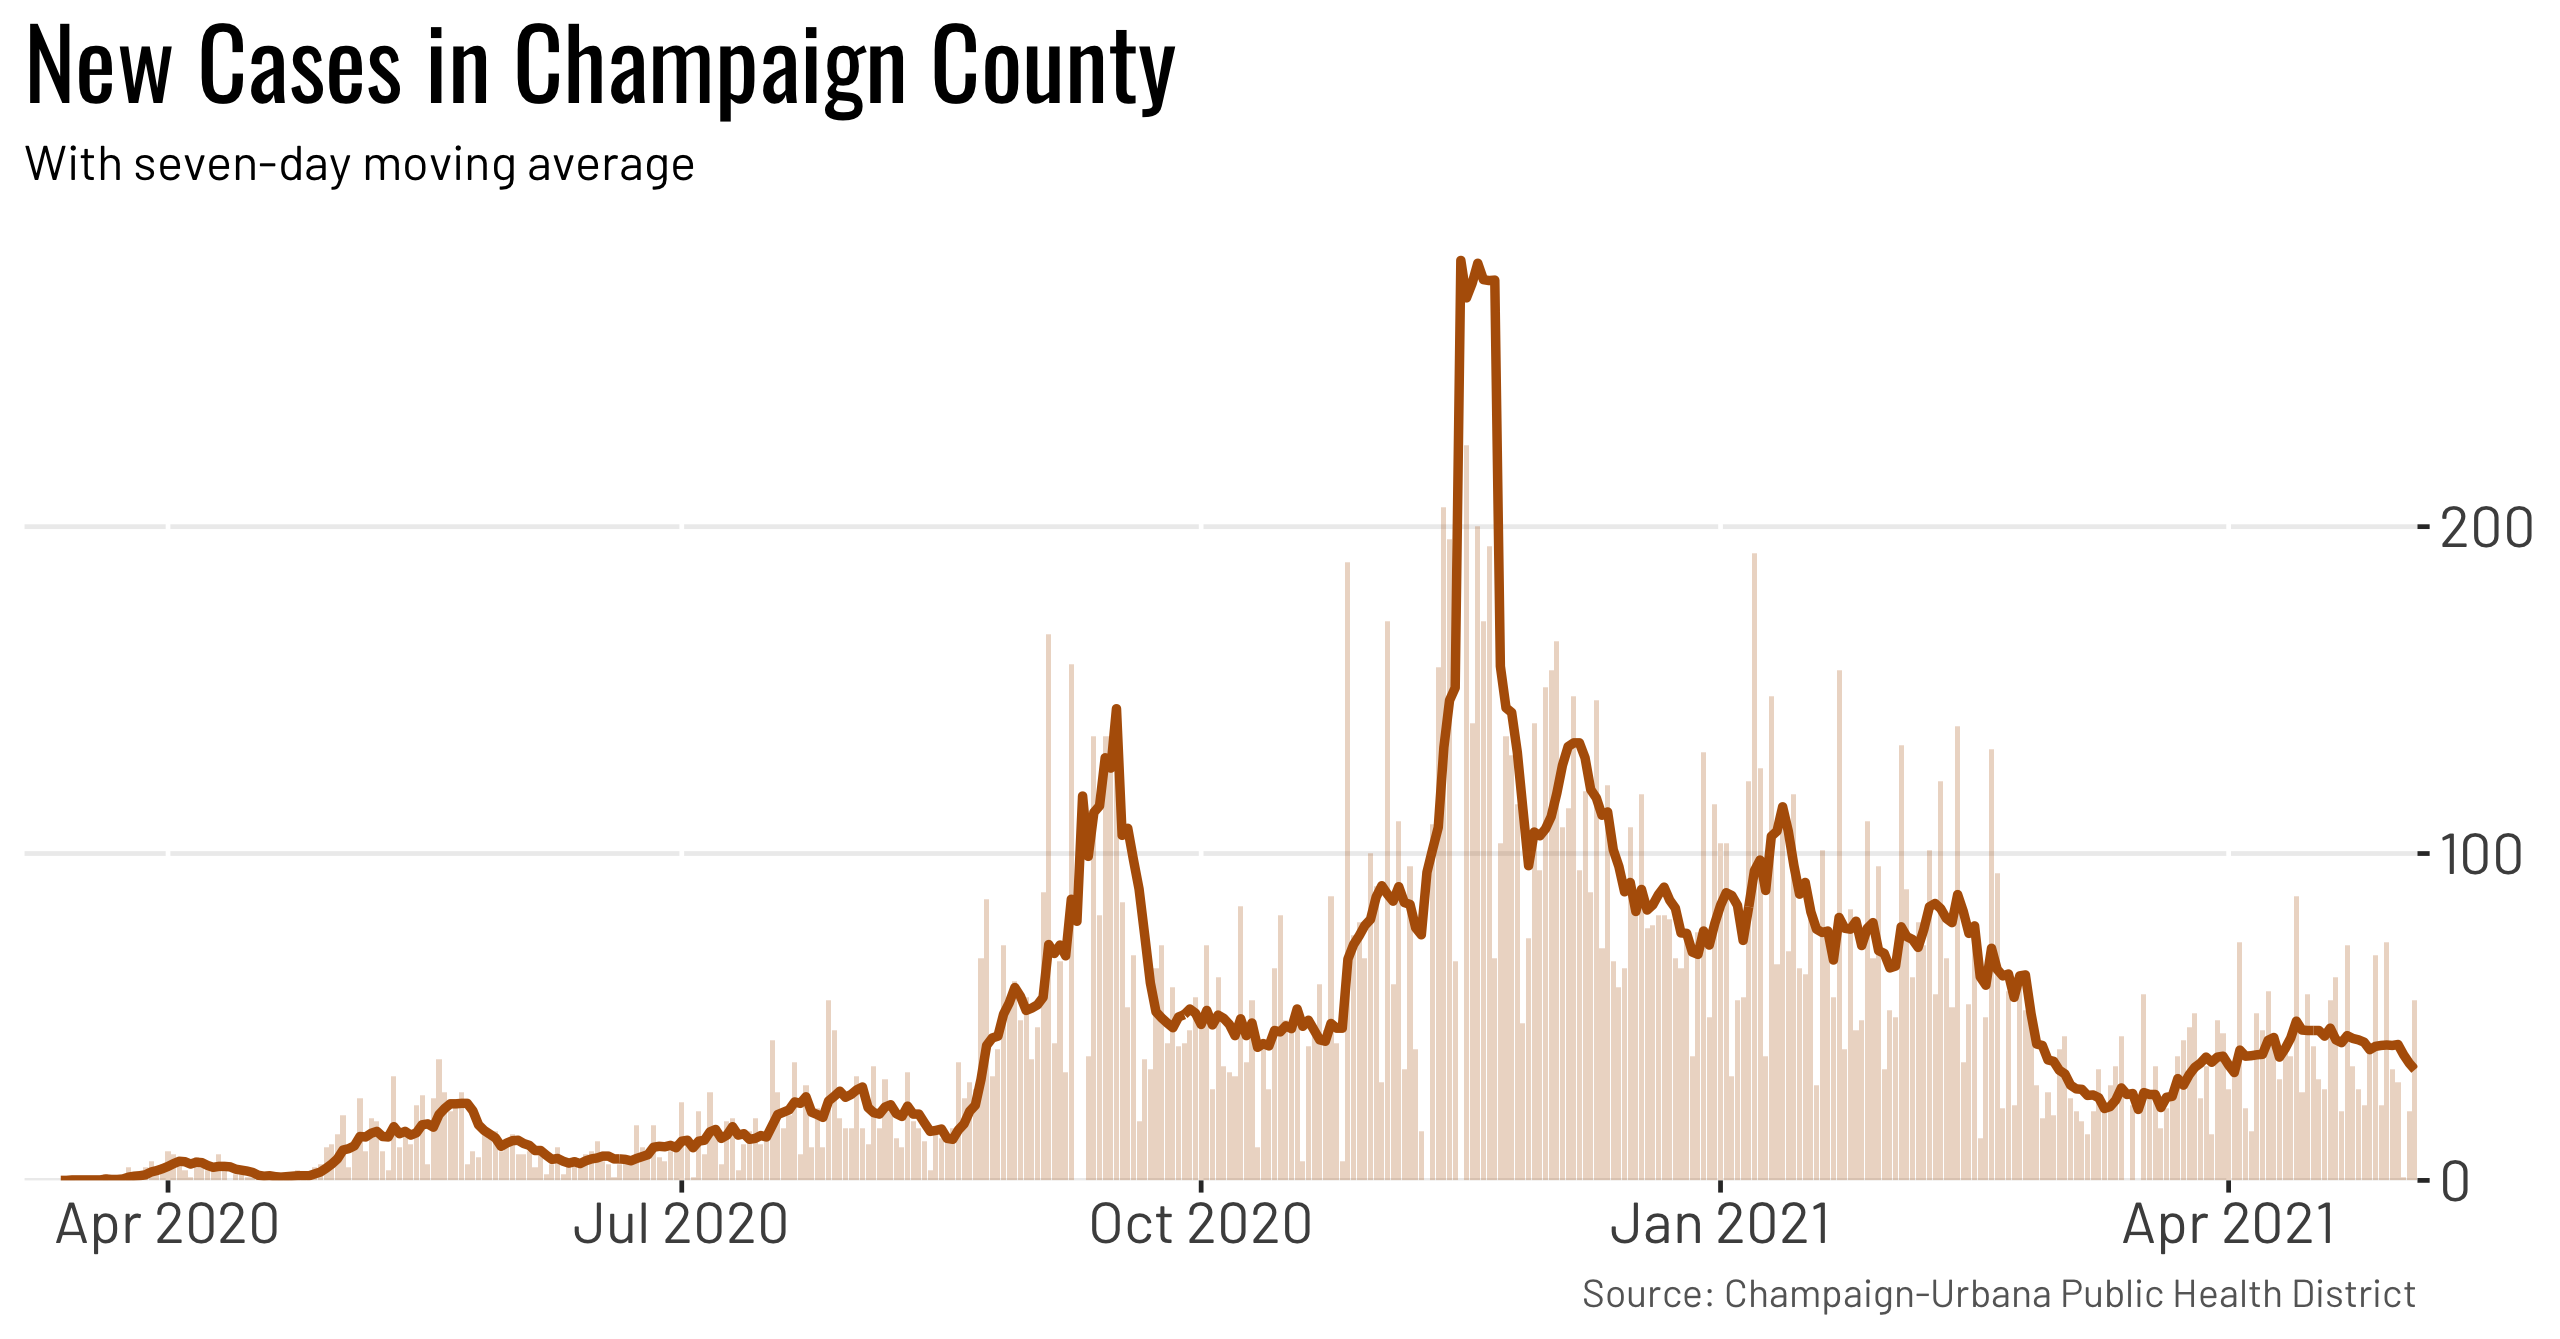 New Cases in Champaign County
With seven-day moving average
200
100
0
Apr 2020 Jul 2020 Oct 2020 Jan 2021 Apr 2021
Source: Champaign-Urbana Public Health District